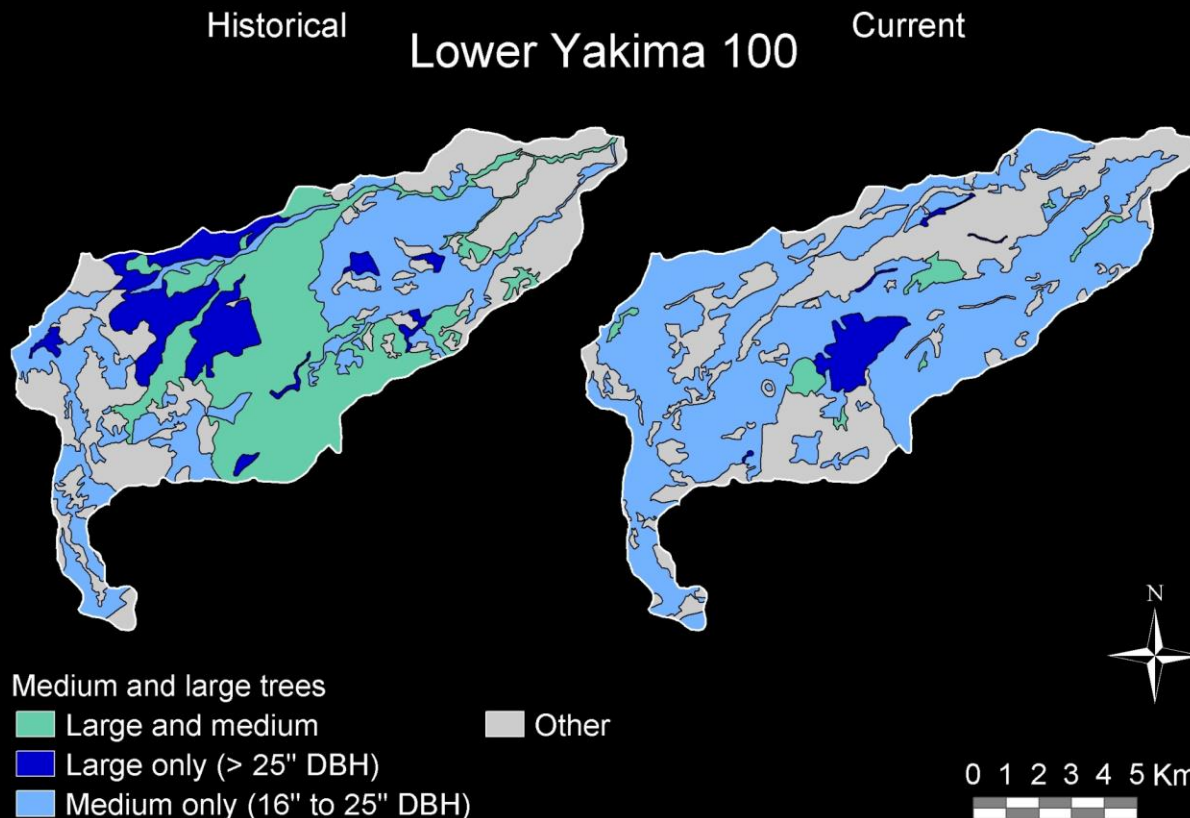 Historical
Current
Lower Yakima 100
N
Medium and large trees
Large and medium
Other
Large only (> 25" DBH)
Medium only (16" to 25" DBH)
0 1 2 3 4 5 Km